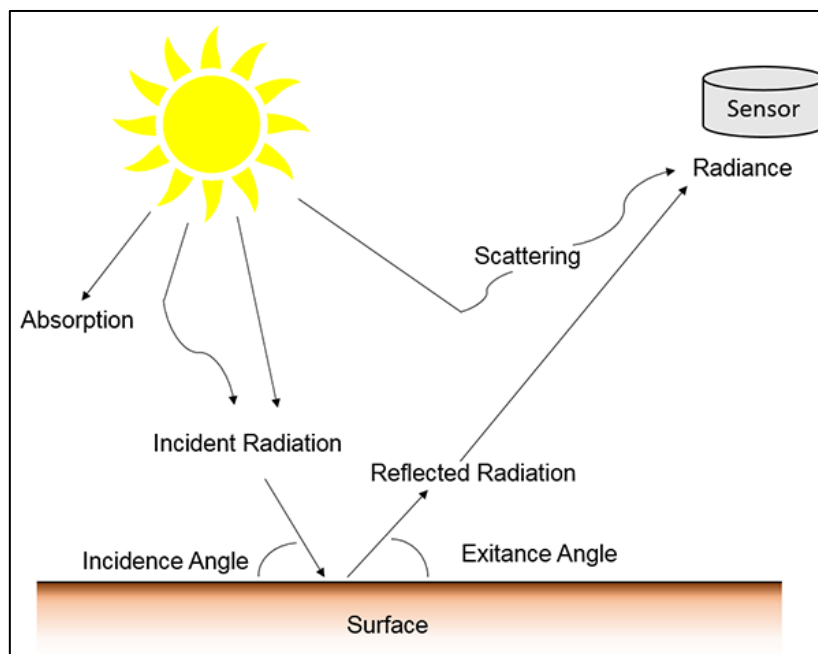 Sensor
Radiance
Scattering
Absorption
Incident Radiation
Reflected Radiation
Incidence Angle
Exitance Angle
Surface